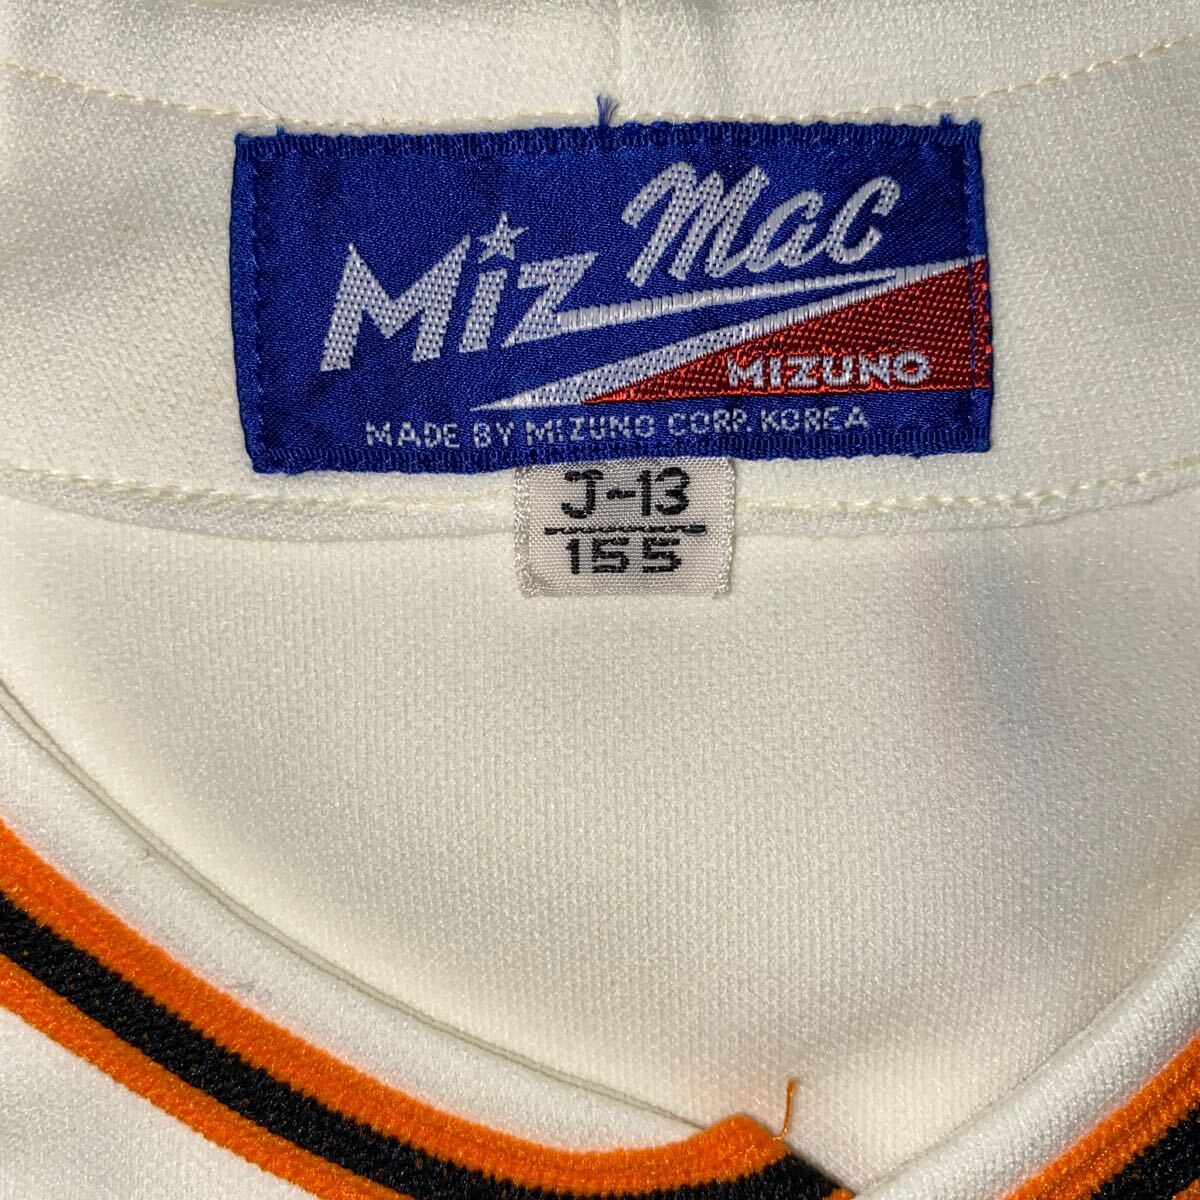 Miz mac
MIZUNO
MADE BY MIZUNO CORP. KOREA
J-13
155